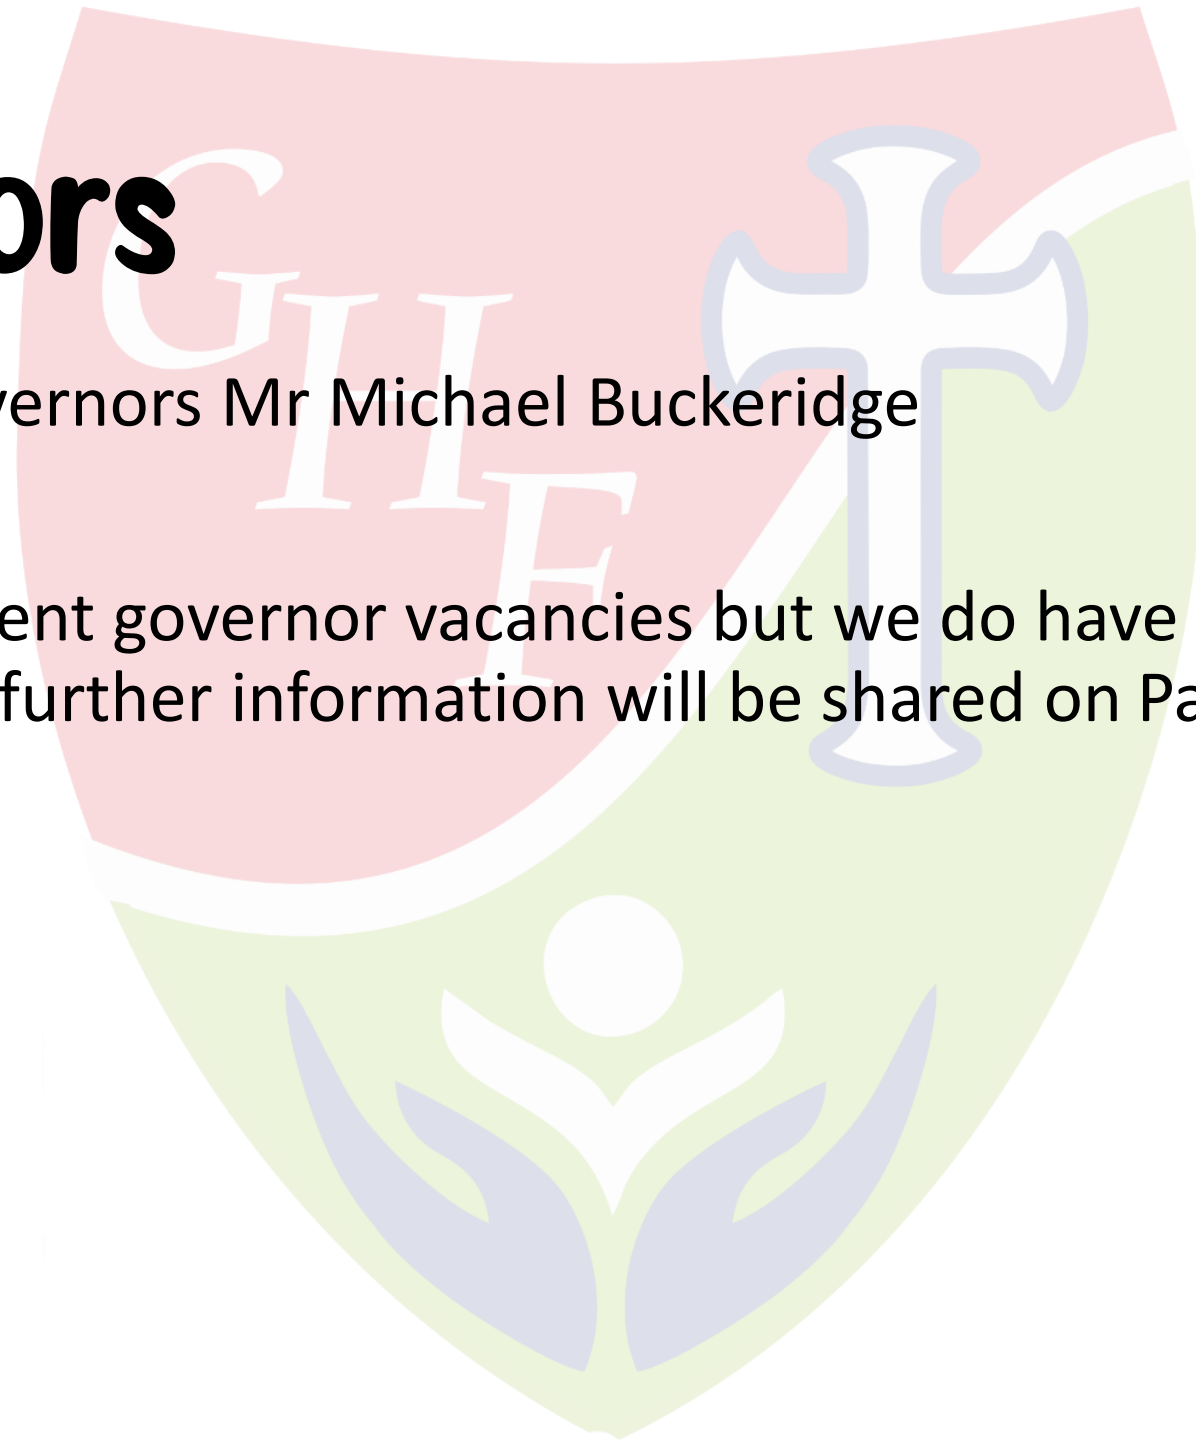 ors
G
H
F
vernors Mr Michael Buckeridge
ent governor vacancies but we do have
further information will be shared on Pa